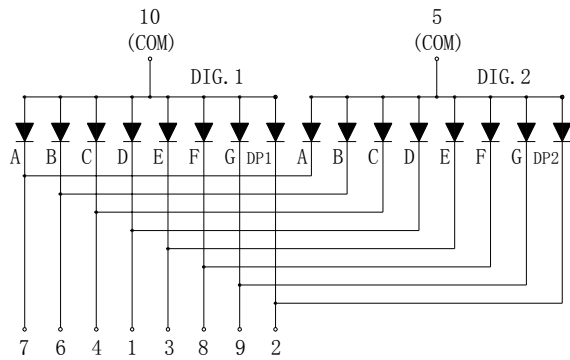 10 5
(COM) (COM)
DIG.1 DIG.2
A B C D E F G DP1 A B C D E F G DP2
7 6 4 1 3 8 9 2